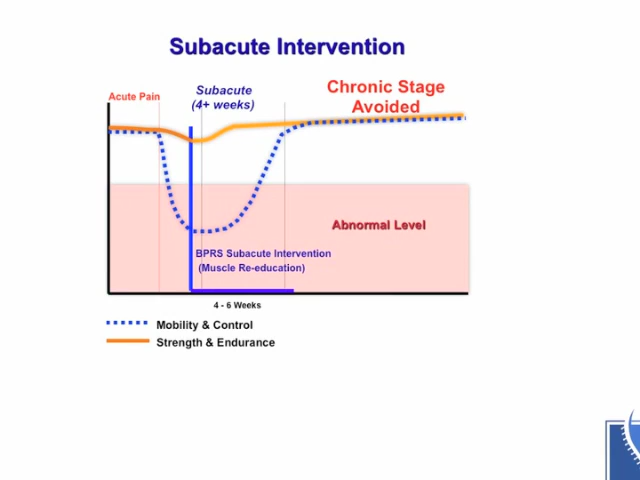 Subacute Intervention
Acute Pain
Subacute
(4+ weeks)
Chronic Stage
Avoided
Abnormal Level
BPRS Subacute Intervention
(Muscle Re-education)
4 - 6 Weeks
Mobility & Control
Strength & Endurance